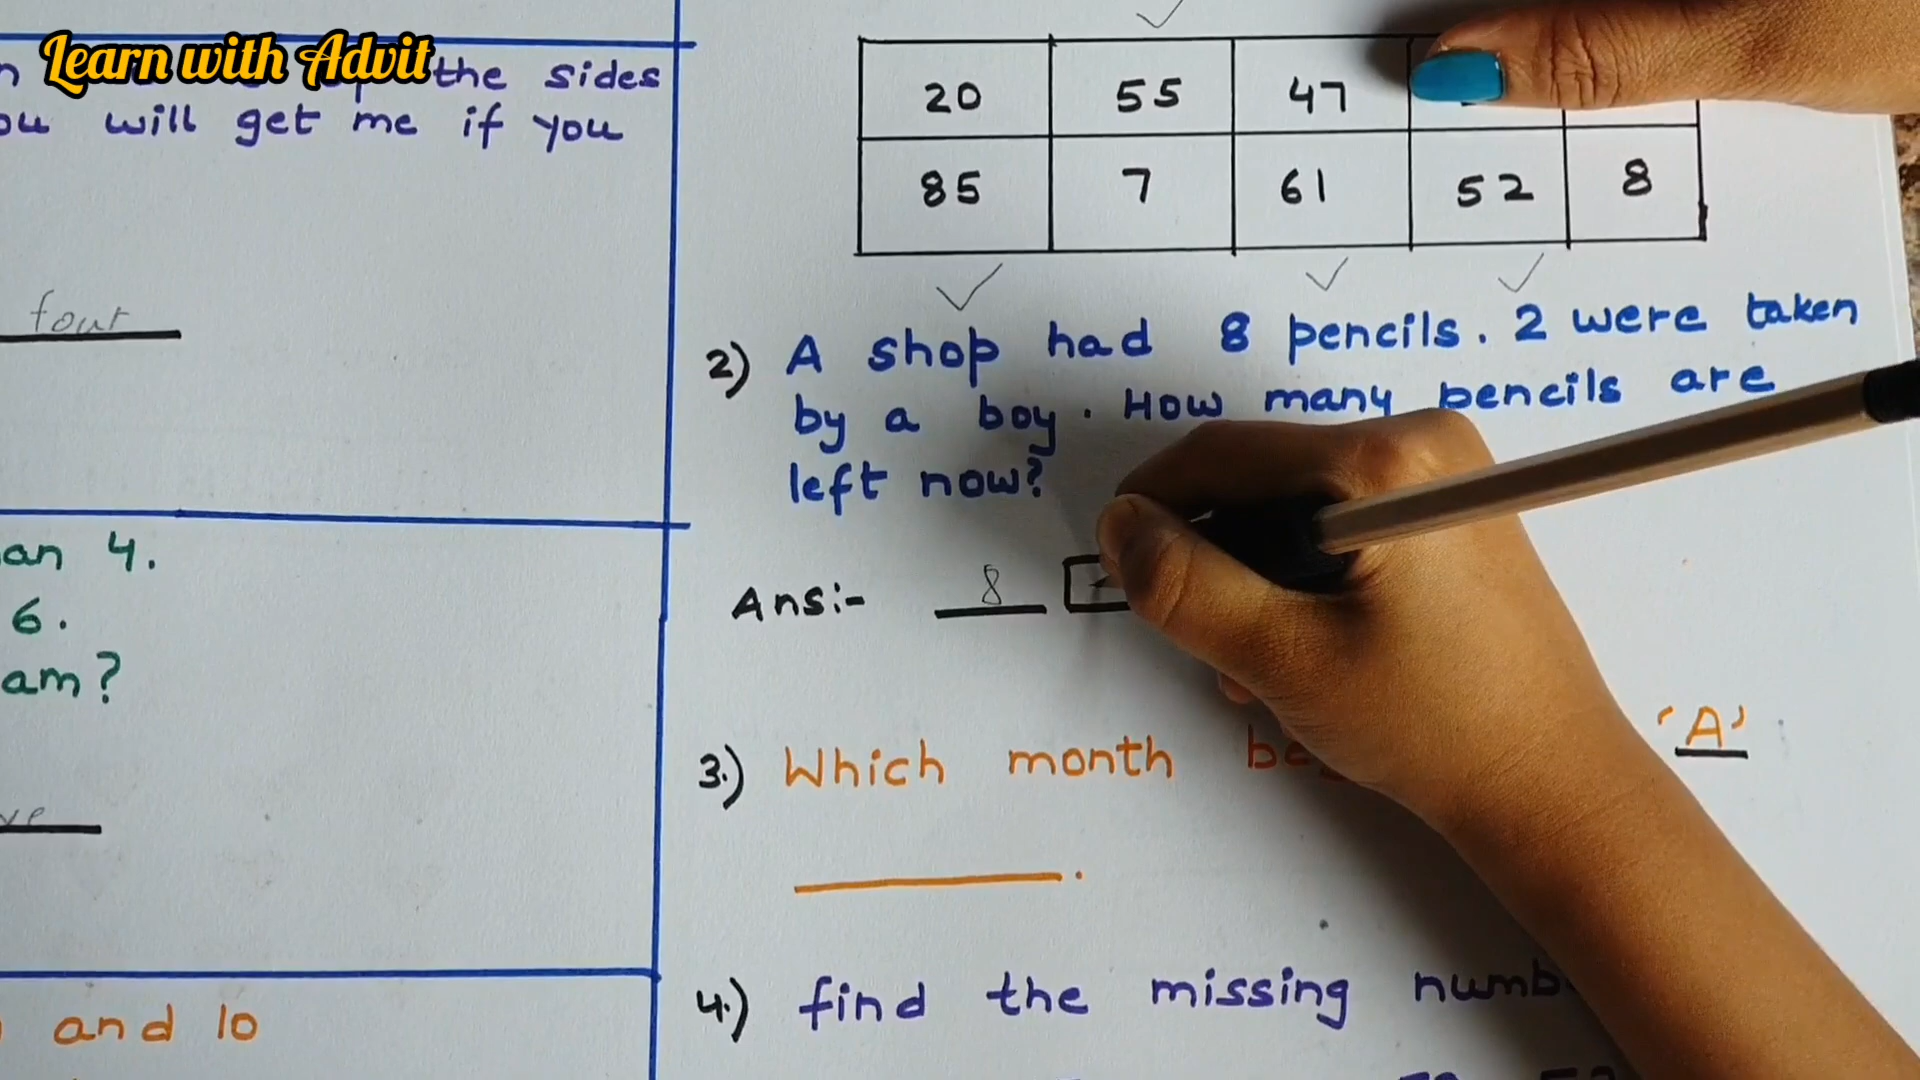 Learn with Advit
the sides
will get me if you
four
an 4.
6.
am?
and 10
20 55 47
85 7 61 52 8
2) A shop had 8 pencils. 2 were taken
by a boy. How many pencils are
left now?
Ans:- 8
3.) Which month 'A'
4.) find the missing